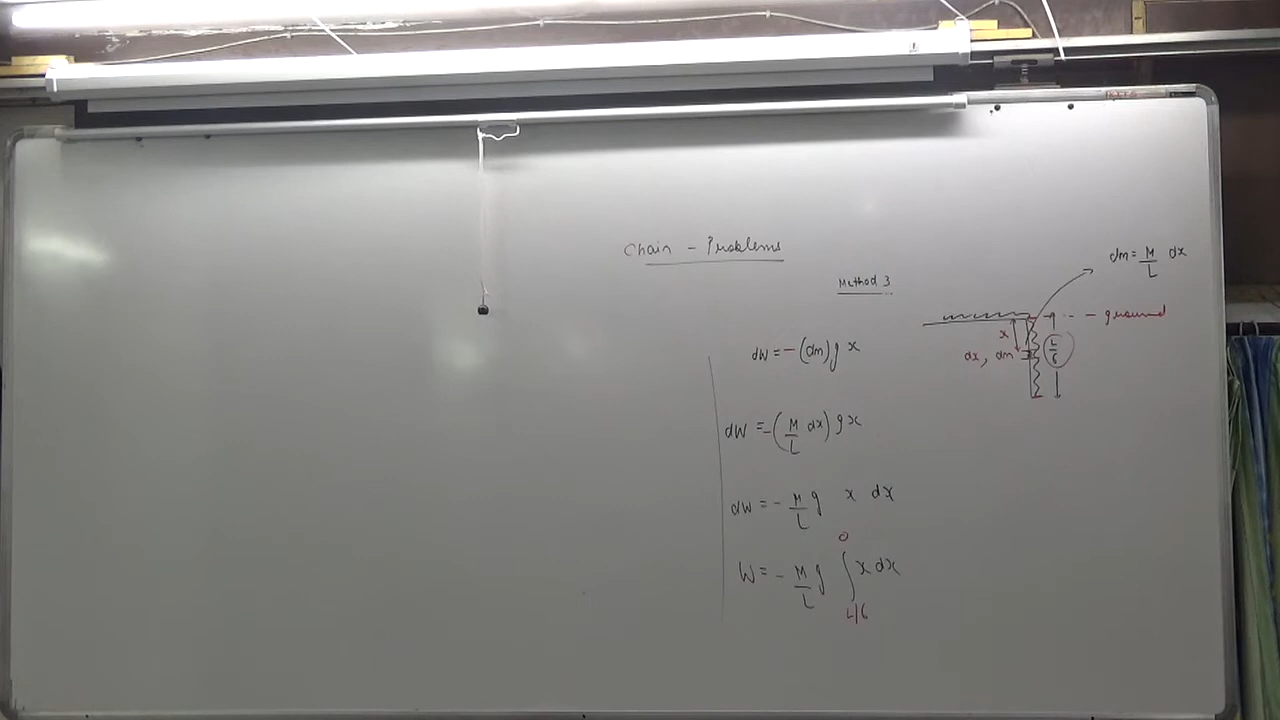 Chain - Problems
Method 3
dm = M/L dx
- - - ground
x
dx, dm
L/6
dW = -(dm)g x
dW = -(M/L dx) g x
dW = - M/L g x dx
W = - M/L g ∫_{L/6}^{0} x dx